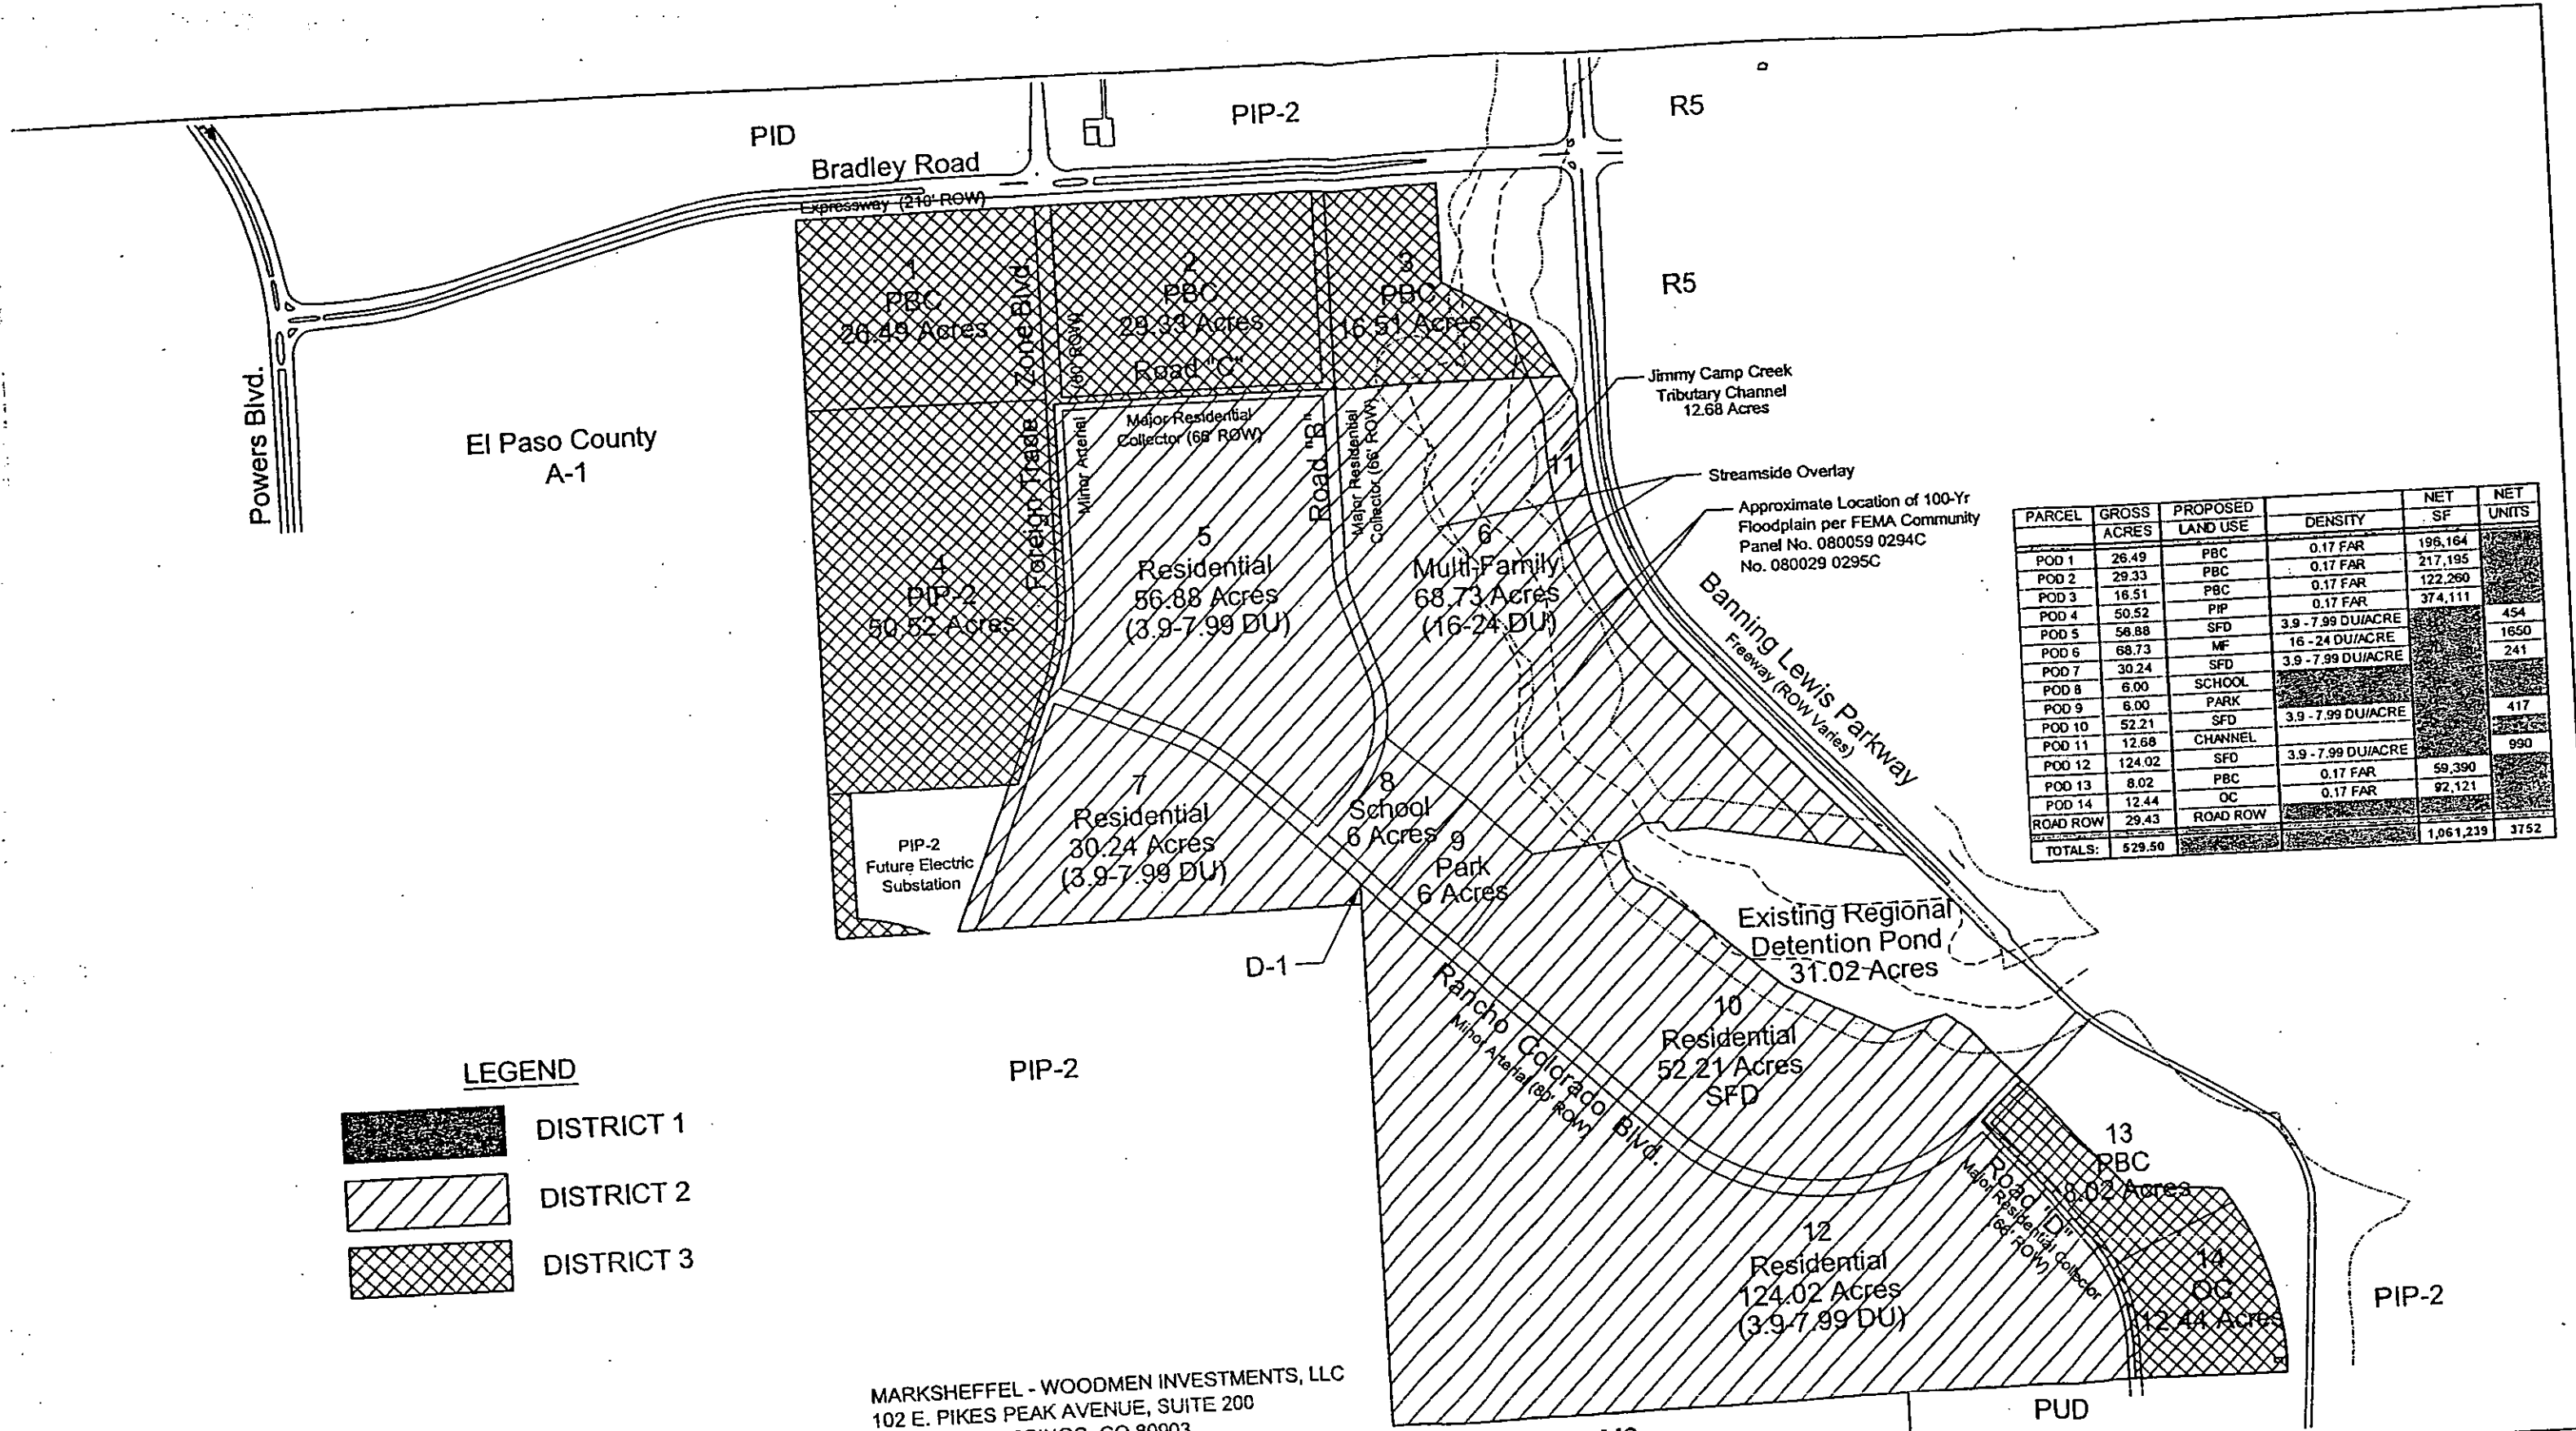 PID
PIP-2
R5
Bradley Road
Expressway (210' ROW)
R5
Powers Blvd.
El Paso County
A-1
1
PBC
26.49 Acres
Foreign Trade Zone Blvd.
Minor Arterial (80' ROW)
2
PBC
29.33 Acres
Road "C"
Major Residential
Collector (66' ROW)
3
PBC
16.51 Acres
Road "B"
Major Residential
Collector (66' ROW)
Jimmy Camp Creek
Tributary Channel
12.68 Acres
11
Streamside Overlay
Approximate Location of 100-Yr
Floodplain per FEMA Community
Panel No. 080059 0294C
No. 080029 0295C
4
PIP-2
50.52 Acres
5
Residential
56.88 Acres
(3.9-7.99 DU)
6
Multi-Family
68.73 Acres
(16-24 DU)
Banning Lewis Parkway
Freeway (ROW Varies)
PARCEL GROSS ACRES PROPOSED LAND USE DENSITY NET SF NET UNITS
POD 1 26.49 PBC 0.17 FAR 196,164
POD 2 29.33 PBC 0.17 FAR 217,195
POD 3 16.51 PBC 0.17 FAR 122,260
POD 4 50.52 PIP 0.17 FAR 374,111
POD 5 56.88 SFD 3.9 - 7.99 DU/ACRE 454
POD 6 68.73 MF 16 - 24 DU/ACRE 1650
POD 7 30.24 SFD 3.9 - 7.99 DU/ACRE 241
POD 8 6.00 SCHOOL
POD 9 6.00 PARK
POD 10 52.21 SFD 3.9 - 7.99 DU/ACRE 417
POD 11 12.68 CHANNEL
POD 12 124.02 SFD 3.9 - 7.99 DU/ACRE 990
POD 13 8.02 PBC 0.17 FAR 59,390
POD 14 12.44 OC 0.17 FAR 92,121
ROAD ROW 29.43 ROAD ROW
TOTALS: 529.50 1,061,239 3752
PIP-2
Future Electric
Substation
7
Residential
30.24 Acres
(3.9-7.99 DU)
8
School
6 Acres
9
Park
6 Acres
D-1
Existing Regional
Detention Pond
31.02 Acres
Rancho Colorado Blvd.
Minor Arterial (80' ROW)
10
Residential
52.21 Acres
SFD
PIP-2
LEGEND
DISTRICT 1
DISTRICT 2
DISTRICT 3
13
PBC
8.02 Acres
Road "D"
Major Residential Collector
(66' ROW)
12
Residential
124.02 Acres
(3.9-7.99 DU)
14
OC
12.44 Acres
PIP-2
PUD
MARKSHEFFEL - WOODMEN INVESTMENTS, LLC
102 E. PIKES PEAK AVENUE, SUITE 200
CO 80903